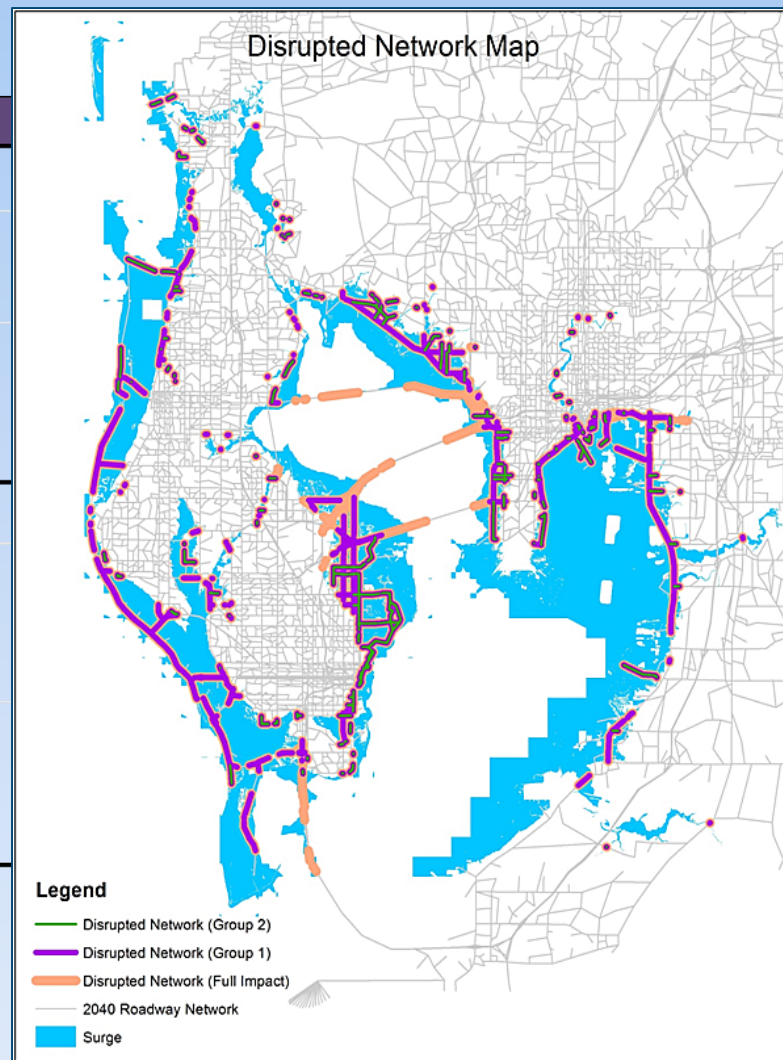 Disrupted Network Map
Legend
Disrupted Network (Group 2)
Disrupted Network (Group 1)
Disrupted Network (Full Impact)
2040 Roadway Network
Surge